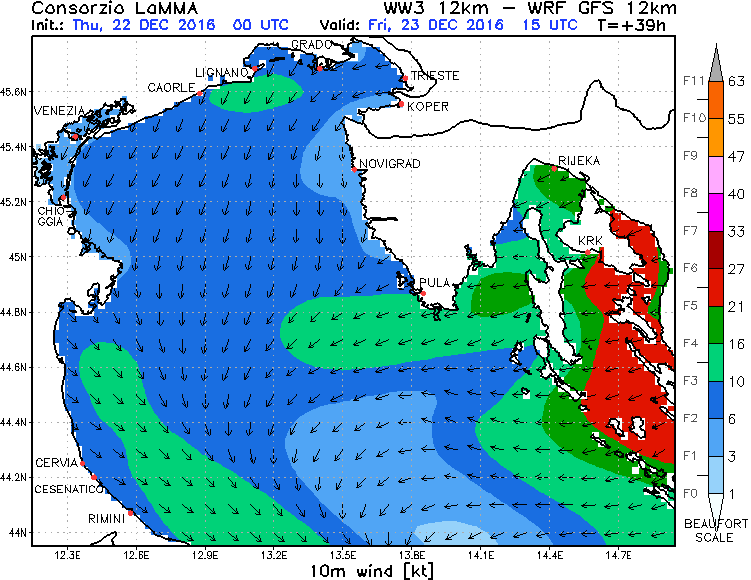 Consorzio LaMMA WW3 12km – WRF GFS 12km
Init.: Thu, 22 DEC 2016 00 UTC Valid: Fri, 23 DEC 2016 15 UTC T=+39h
GRADO
LIGNANO
TRIESTE
CAORLE
KOPER
VENEZIA
NOVIGRAD
RIJEKA
CHIO-
GGIA
KRK
PULA
CERVIA
CESENATICO
RIMINI
45.6N
45.4N
45.2N
45N
44.8N
44.6N
44.4N
44.2N
44N
12.3E 12.6E 12.9E 13.2E 13.5E 13.8E 14.1E 14.4E 14.7E
10m wind [kt]
F11 63
F10 55
F9 47
F8 40
F7 33
F6 27
F5 21
F4 16
F3 10
F2 6
F1 3
F0 1
BEAUFORT
SCALE